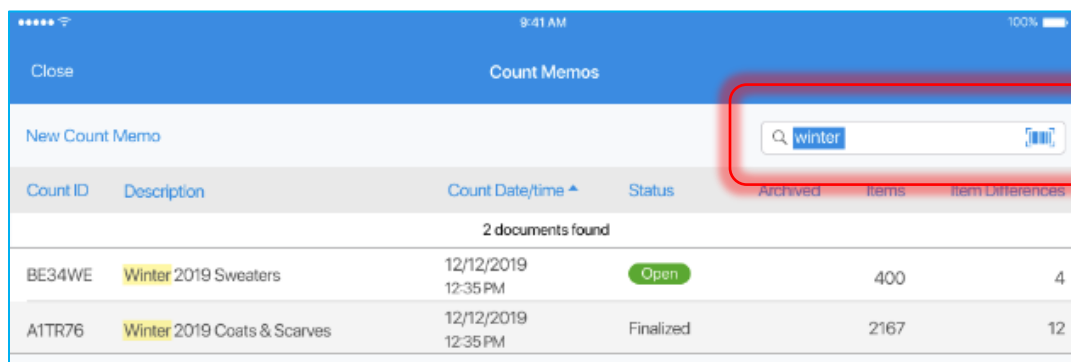 9:41 AM 100%
Close Count Memos
New Count Memo winter
Count ID Description Count Date/time Status Archived Items Item Differences
2 documents found
BE34WE Winter 2019 Sweaters 12/12/2019 12:35 PM Open 400 4
A1TR76 Winter 2019 Coats & Scarves 12/12/2019 12:35 PM Finalized 2167 12